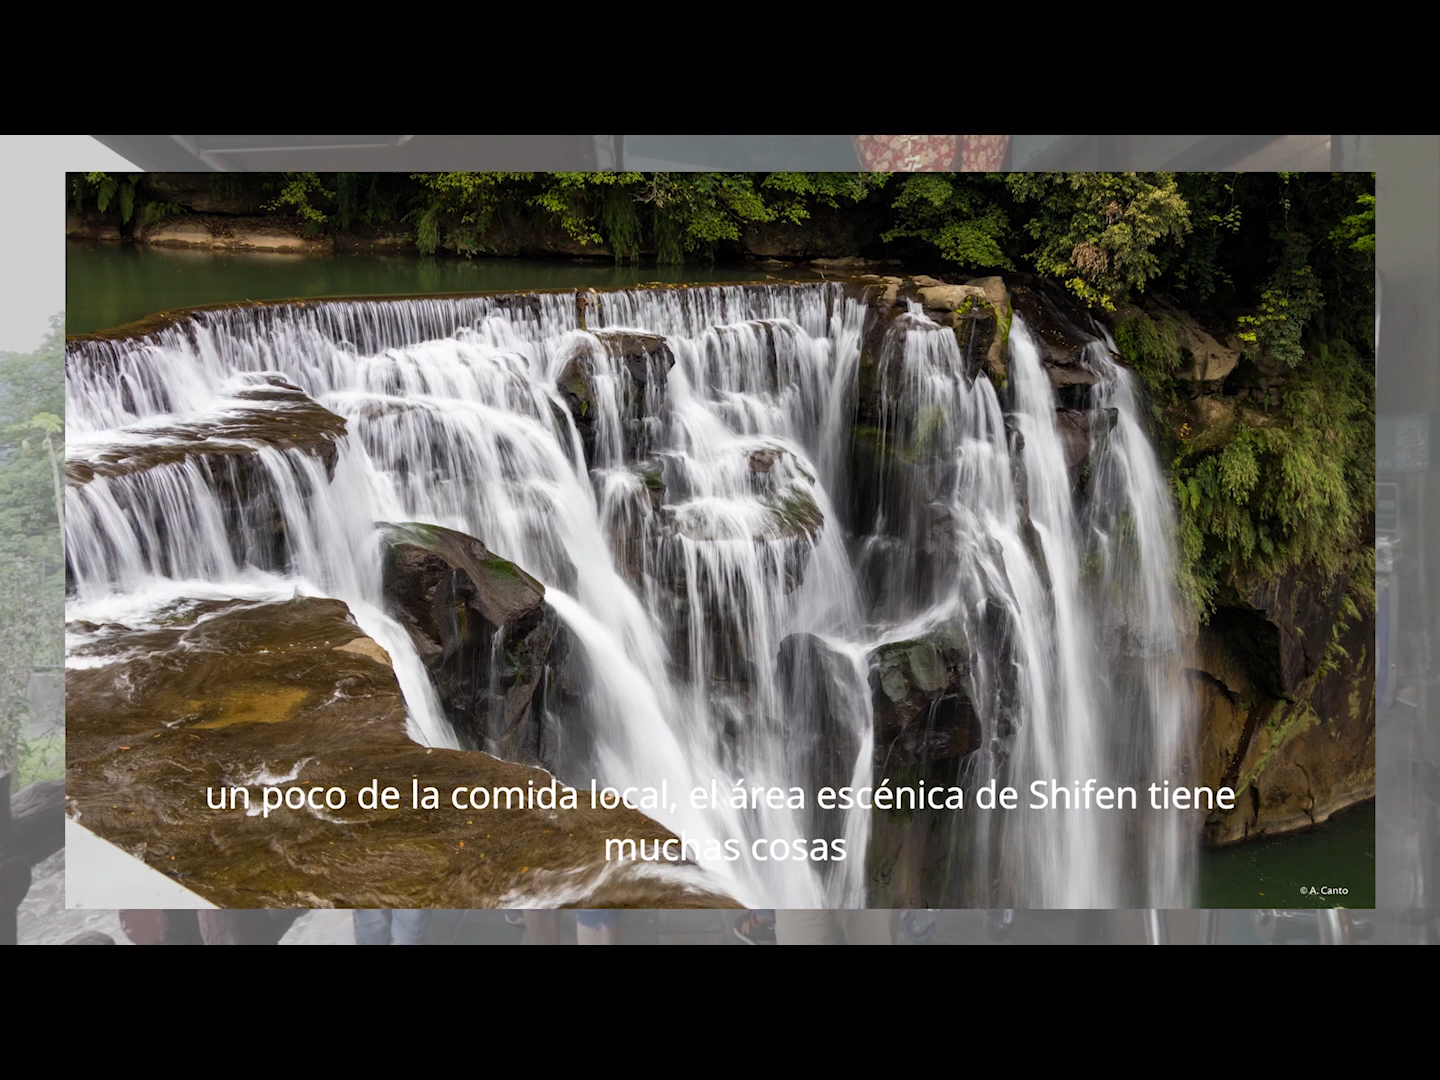 un poco de la comida local, el área escénica de Shifen tiene
muchas cosas
© A. Canto